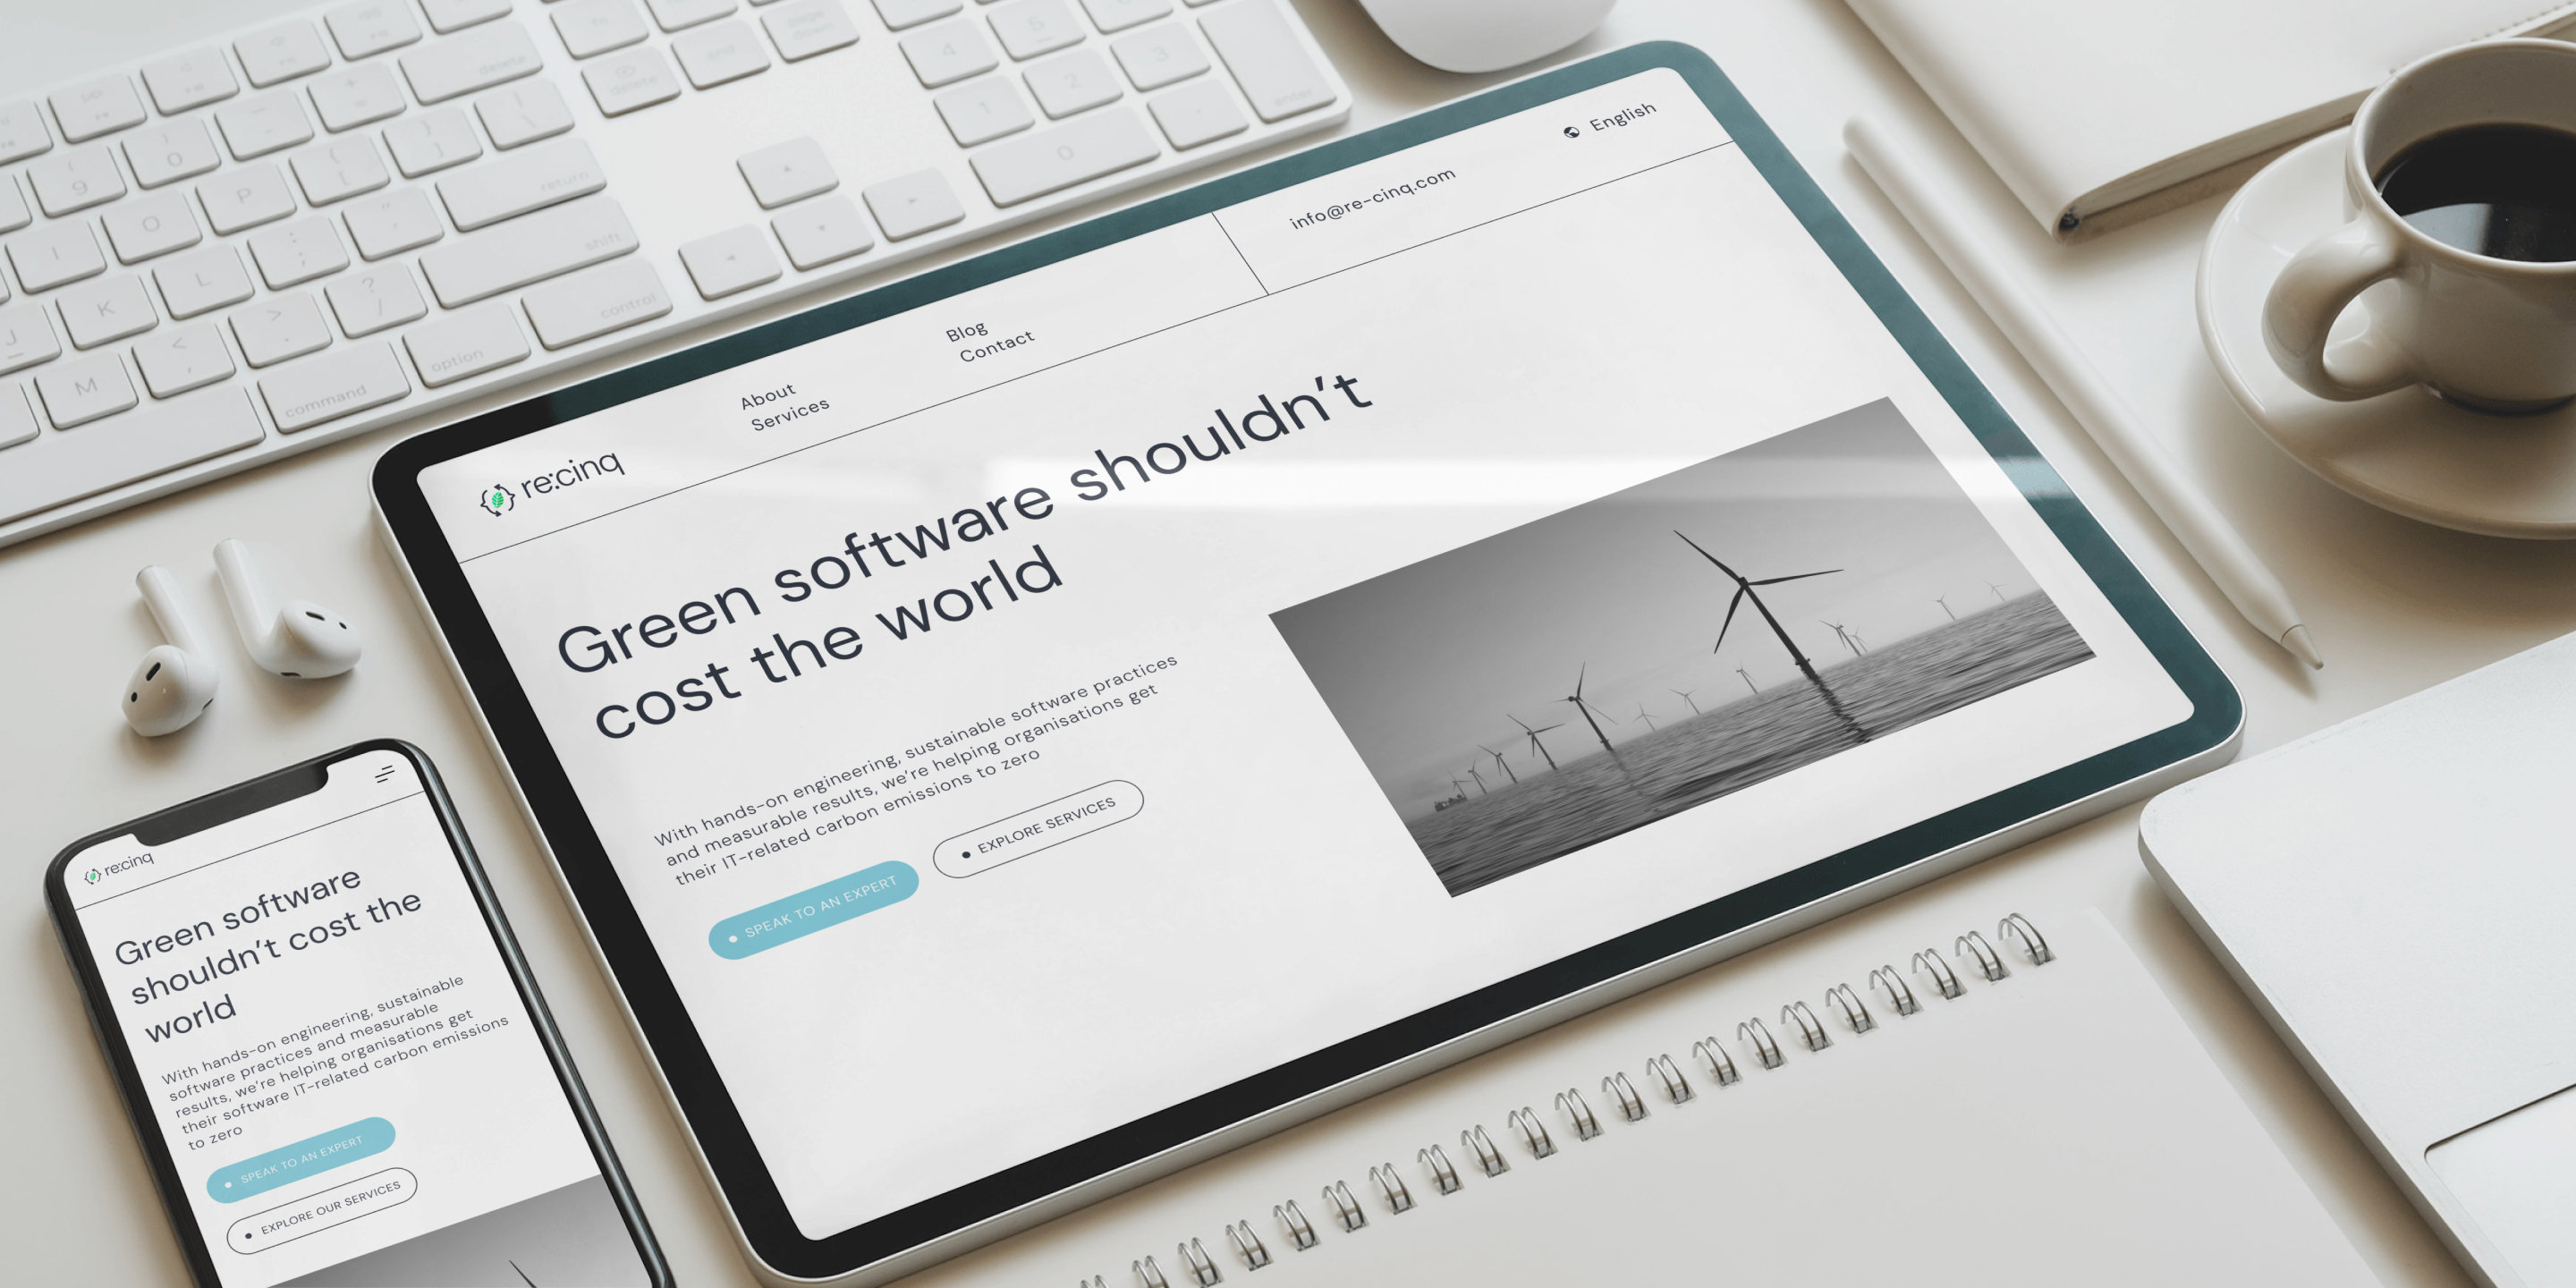 delete
delete
end
page
down
4
5
1
2
3
0
enter
9
0
I
O
P
return
shift
J
K
L
;
?
/
>
.
<
,
M
command
option
control
English
info@re-cinq.com
Blog
Contact
About
Services
re:cinq
Green software shouldn't
cost the world
With hands-on engineering, sustainable software practices
and measurable results, we're helping organisations get
their IT-related carbon emissions to zero
SPEAK TO AN EXPERT
EXPLORE SERVICES
re:cinq
Green software
shouldn't cost the
world
With hands-on engineering, sustainable
software practices and measurable
results, we're helping organisations get
their software IT-related carbon emissions
to zero
SPEAK TO AN EXPERT
EXPLORE OUR SERVICES